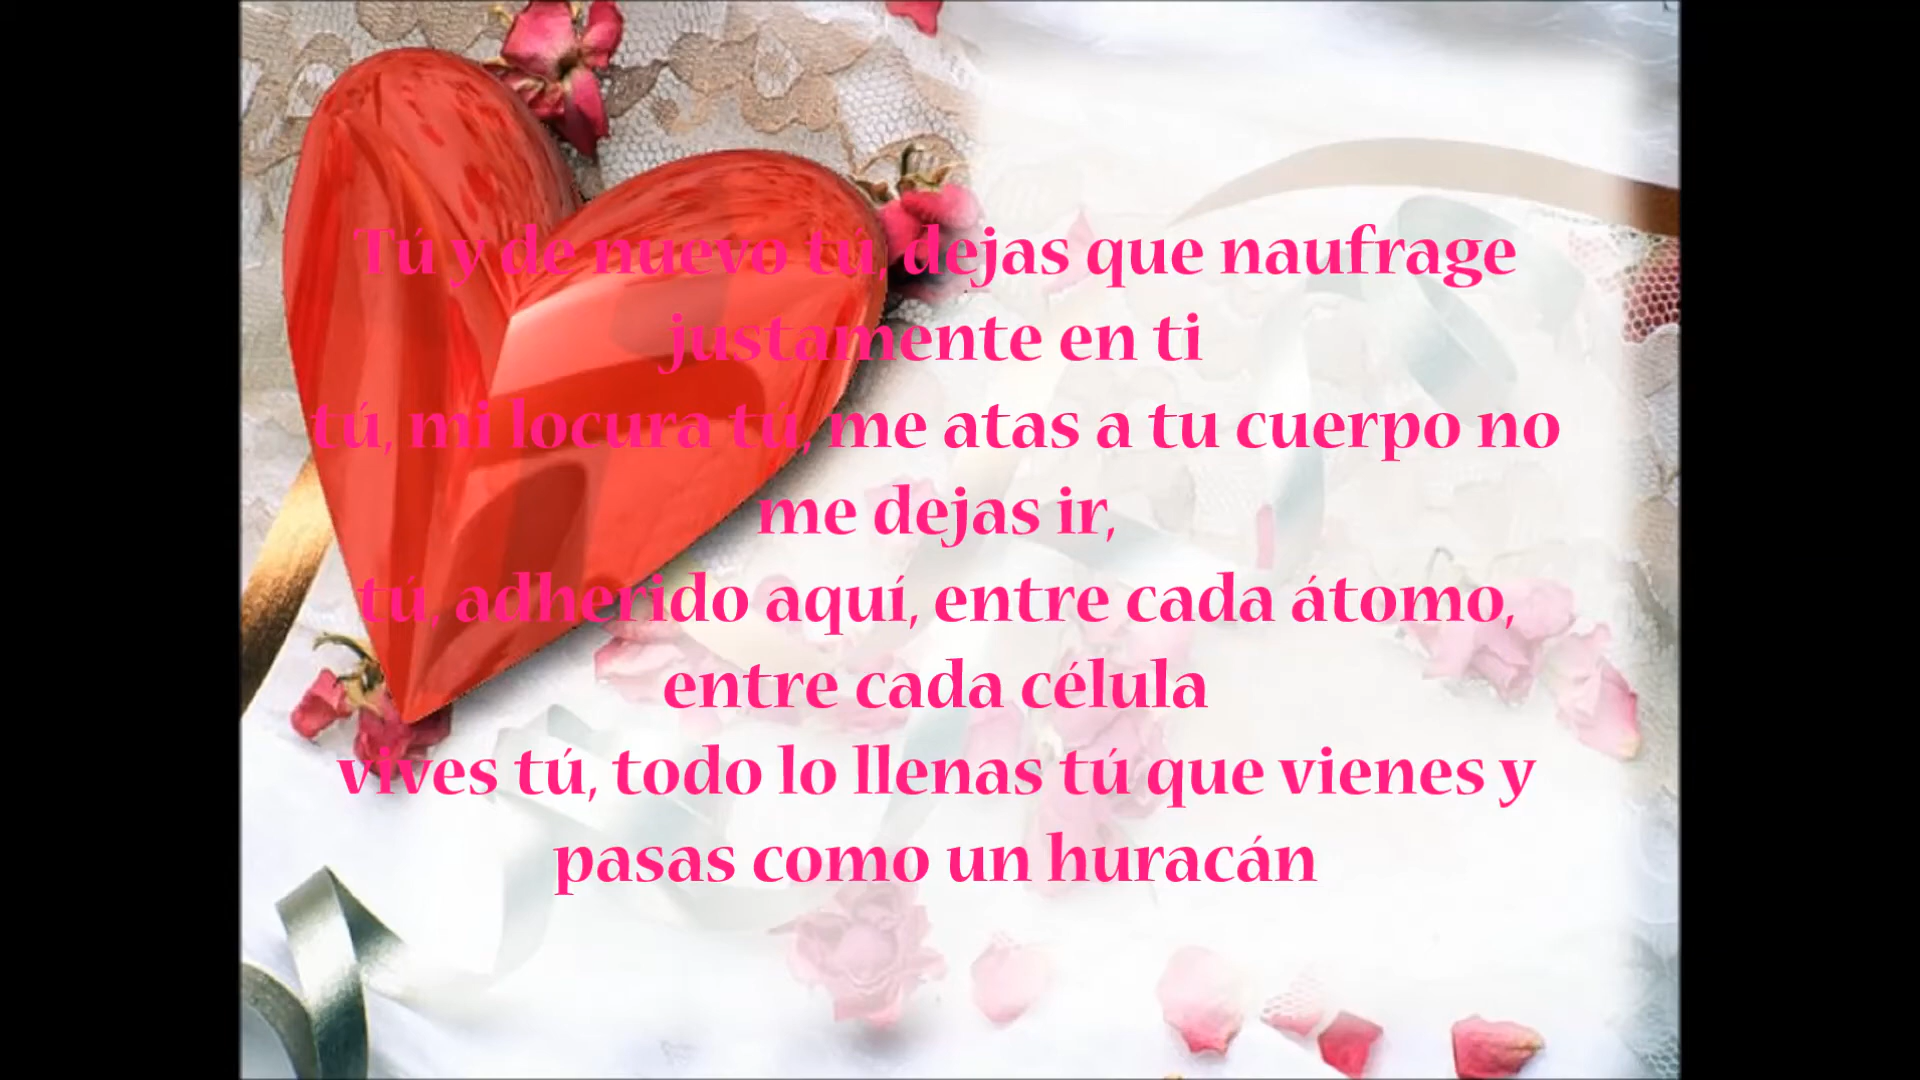 Tú y de nuevo tú, dejas que naufrage
justamente en ti
tú, mi locura tú, me atas a tu cuerpo no
me dejas ir,
tú, adherido aquí, entre cada átomo,
entre cada célula
vives tú, todo lo llenas tú que vienes y
pasas como un huracán